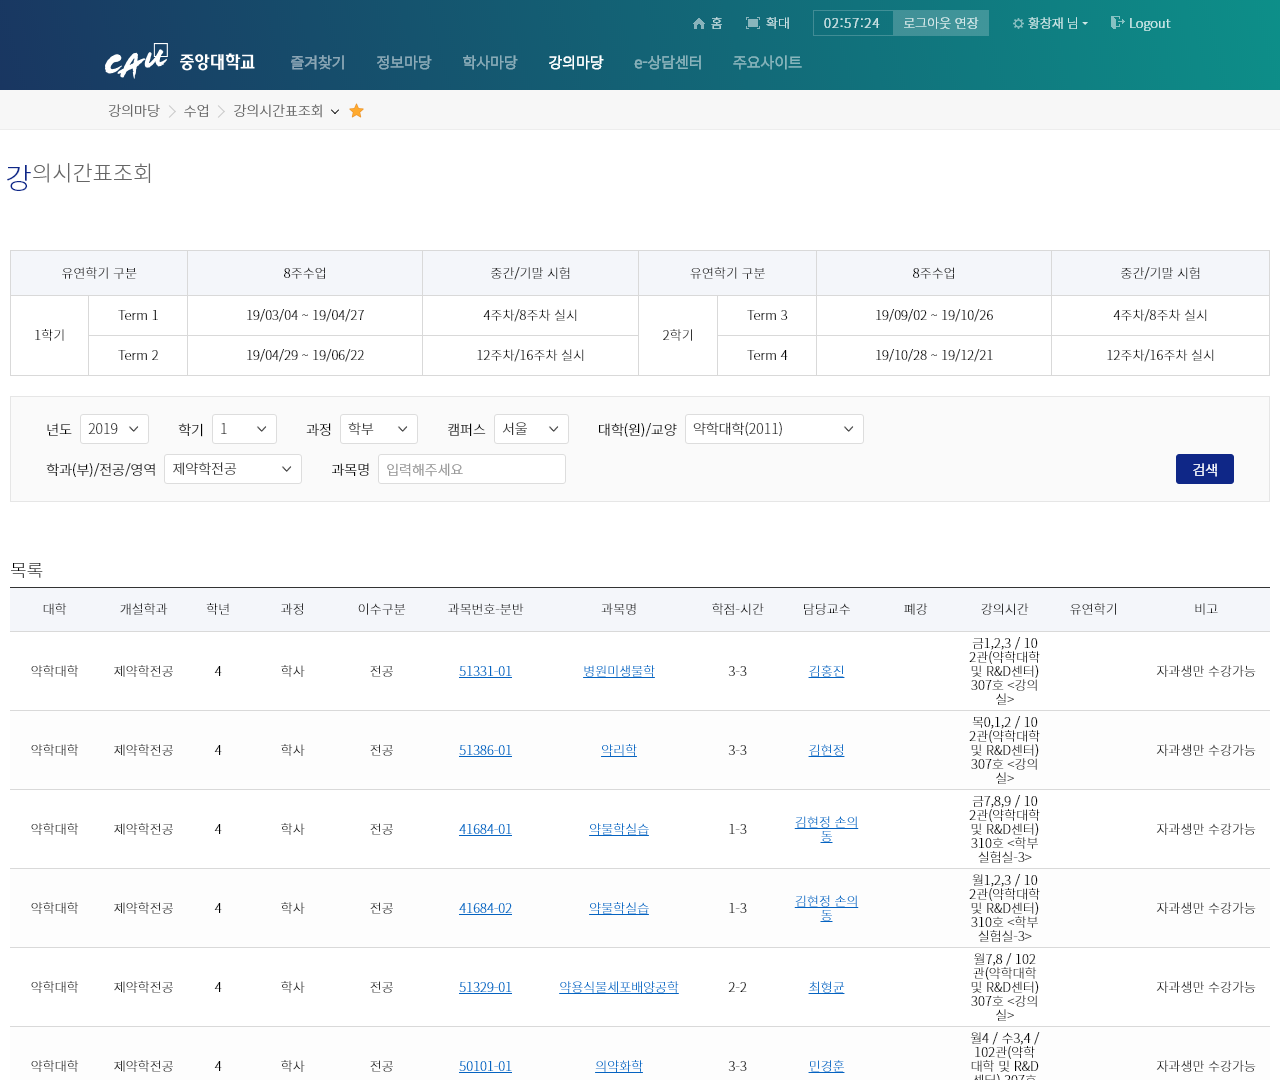 홈 확대 02:57:24 로그아웃 연장 황창재 님 Logout
CAU 중앙대학교 즐겨찾기 정보마당 학사마당 강의마당 e-상담센터 주요사이트
강의마당 수업 강의시간표조회
강의시간표조회
유연학기 구분 8주수업 중간/기말 시험 유연학기 구분 8주수업 중간/기말 시험
1학기 Term 1 19/03/04 ~ 19/04/27 4주차/8주차 실시 2학기 Term 3 19/09/02 ~ 19/10/26 4주차/8주차 실시
Term 2 19/04/29 ~ 19/06/22 12주차/16주차 실시 Term 4 19/10/28 ~ 19/12/21 12주차/16주차 실시
년도 2019 학기 1 과정 학부 캠퍼스 서울 대학(원)/교양 약학대학(2011)
학과(부)/전공/영역 제약학전공 과목명 입력해주세요 검색
목록
대학 개설학과 학년 과정 이수구분 과목번호-분반 과목명 학점-시간 담당교수 폐강 강의시간 유연학기 비고
약학대학 제약학전공 4 학사 전공 51331-01 병원미생물학 3-3 김홍진 금1,2,3 / 10
2관(약학대학
및 R&D센터)
307호 <강의
실> 자과생만 수강가능
약학대학 제약학전공 4 학사 전공 51386-01 약리학 3-3 김현정 목0,1,2 / 10
2관(약학대학
및 R&D센터)
307호 <강의
실> 자과생만 수강가능
약학대학 제약학전공 4 학사 전공 41684-01 약물학실습 1-3 김현정 손의
동 금7,8,9 / 10
2관(약학대학
및 R&D센터)
310호 <학부
실험실-3> 자과생만 수강가능
약학대학 제약학전공 4 학사 전공 41684-02 약물학실습 1-3 김현정 손의
동 월1,2,3 / 10
2관(약학대학
및 R&D센터)
310호 <학부
실험실-3> 자과생만 수강가능
약학대학 제약학전공 4 학사 전공 51329-01 약용식물세포배양공학 2-2 최형균 월7,8 / 102
관(약학대학
및 R&D센터)
307호 <강의
실> 자과생만 수강가능
약학대학 제약학전공 4 학사 전공 50101-01 의약화학 3-3 민경훈 월4 / 수3,4 /
102관(약학
대학 및 R&D
센터) 307호 자과생만 수강가능